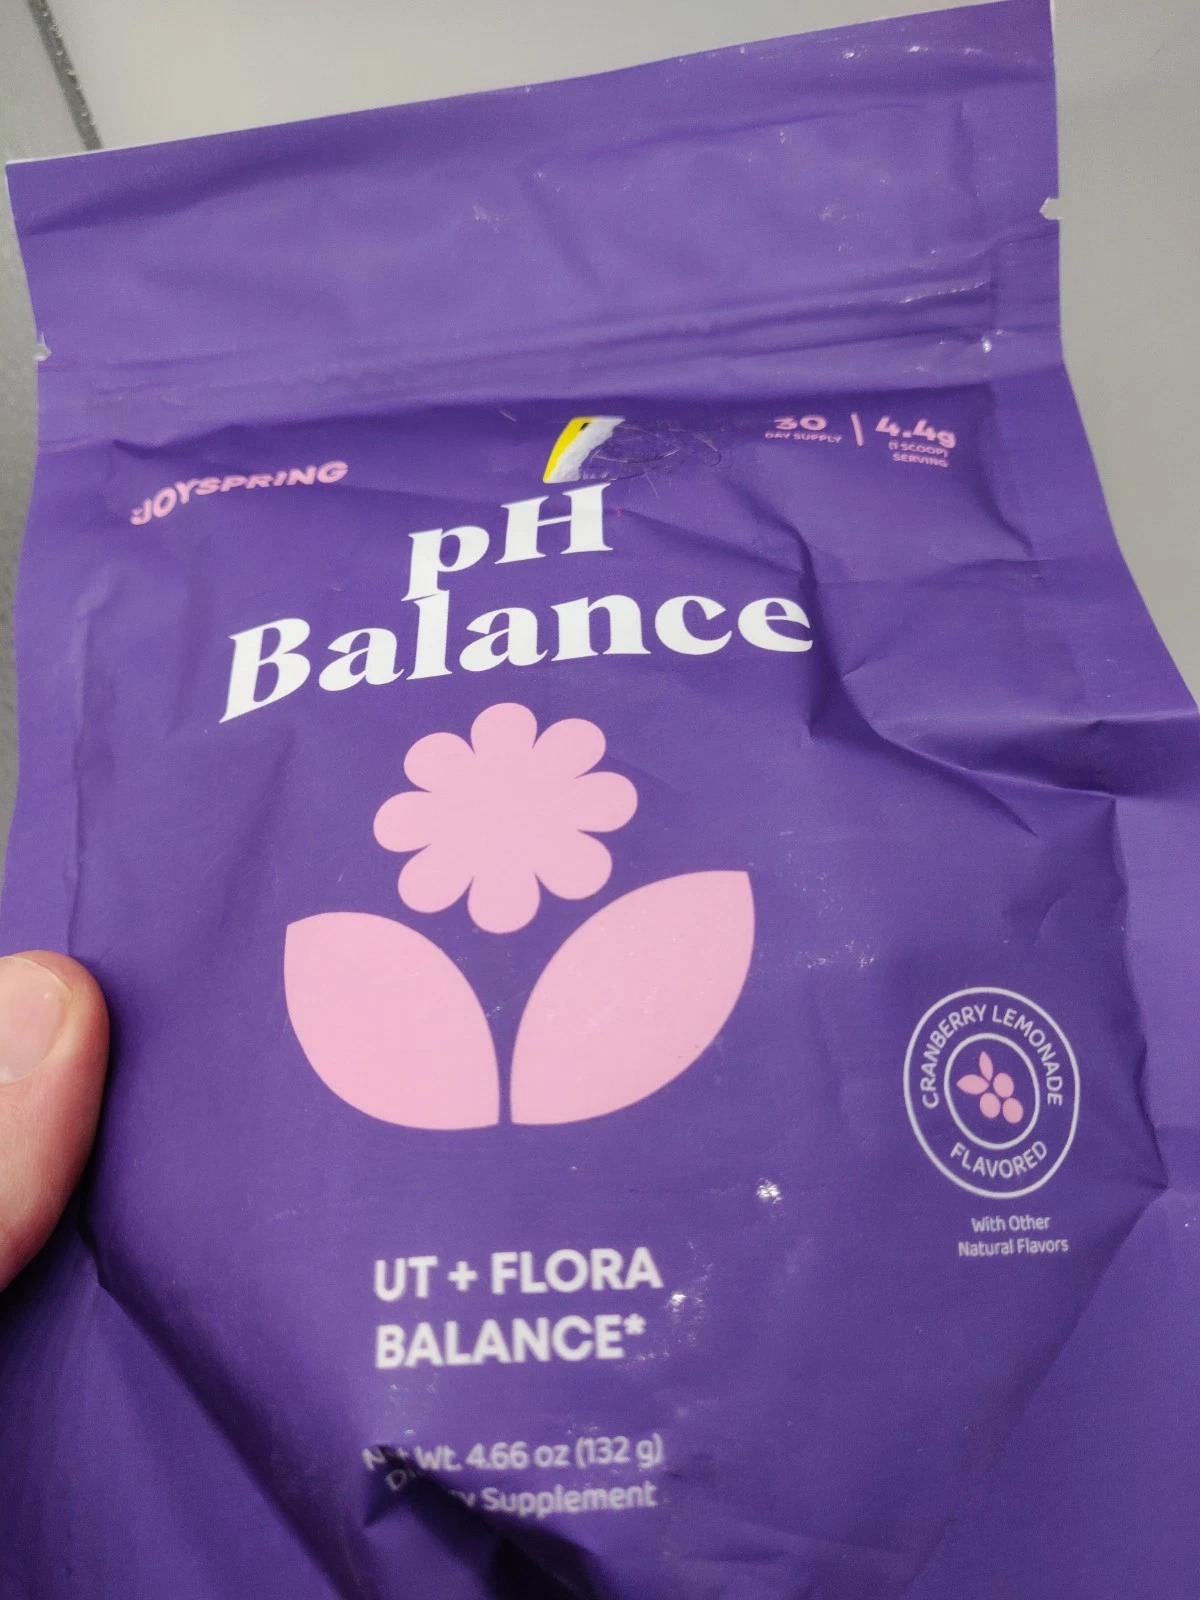 JOYSPRING
30
DAY SUPPLY
4.4g
(1 SCOOP)
SERVING
pH
Balance
CRANBERRY LEMONADE
FLAVORED
With Other
Natural Flavors
UT + FLORA
BALANCE*
Wt. 4.66 oz (132 g)
Supplement